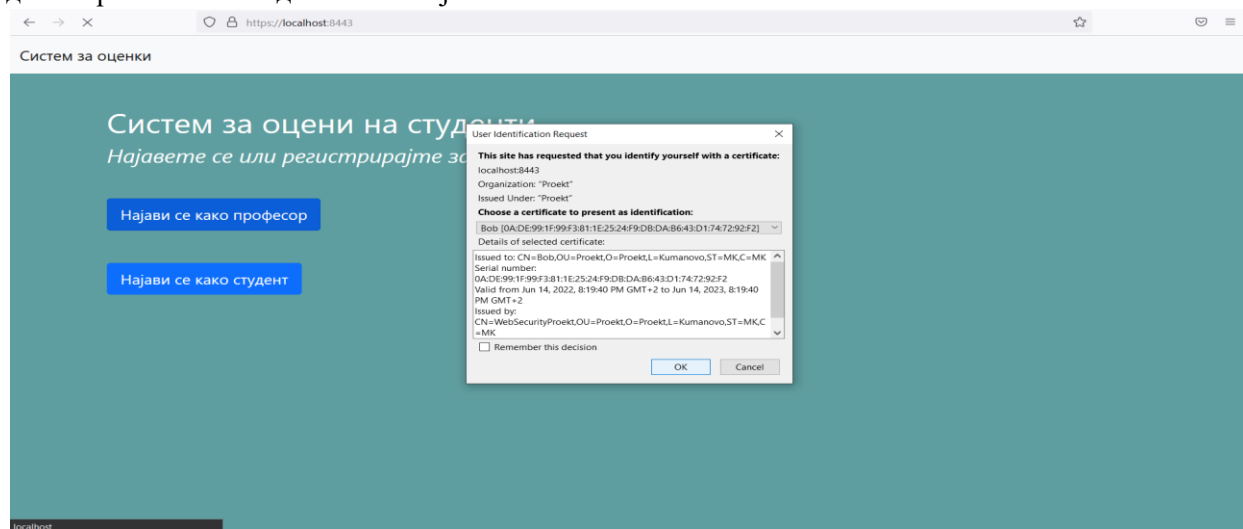 https://localhost:8443
Систем за оценки
Систем за оцени на студенти
Најавете се или регистрирајте
Најави се како професор
Најави се како студент
User Identification Request
This site has requested that you identify yourself with a certificate:
localhost:8443
Organization: "Proekt"
Issued Under: "Proekt"
Choose a certificate to present as identification:
Bob [0A:DE:99:1F:99:F3:81:1E:25:24:F9:DB:DA:B6:43:D1:74:72:92:F2]
Details of selected certificate:
Issued to: CN=Bob,OU=Proekt,O=Proekt,L=Kumanovo,ST=MK,C=MK
Serial number:
0A:DE:99:1F:99:F3:81:1E:25:24:F9:DB:DA:B6:43:D1:74:72:92:F2
Valid from Jun 14, 2022, 8:19:40 PM GMT+2 to Jun 14, 2023, 8:19:40
PM GMT+2
Issued by:
CN=WebSecurityProekt,OU=Proekt,O=Proekt,L=Kumanovo,ST=MK,C
=MK
Remember this decision
OK Cancel
localhost